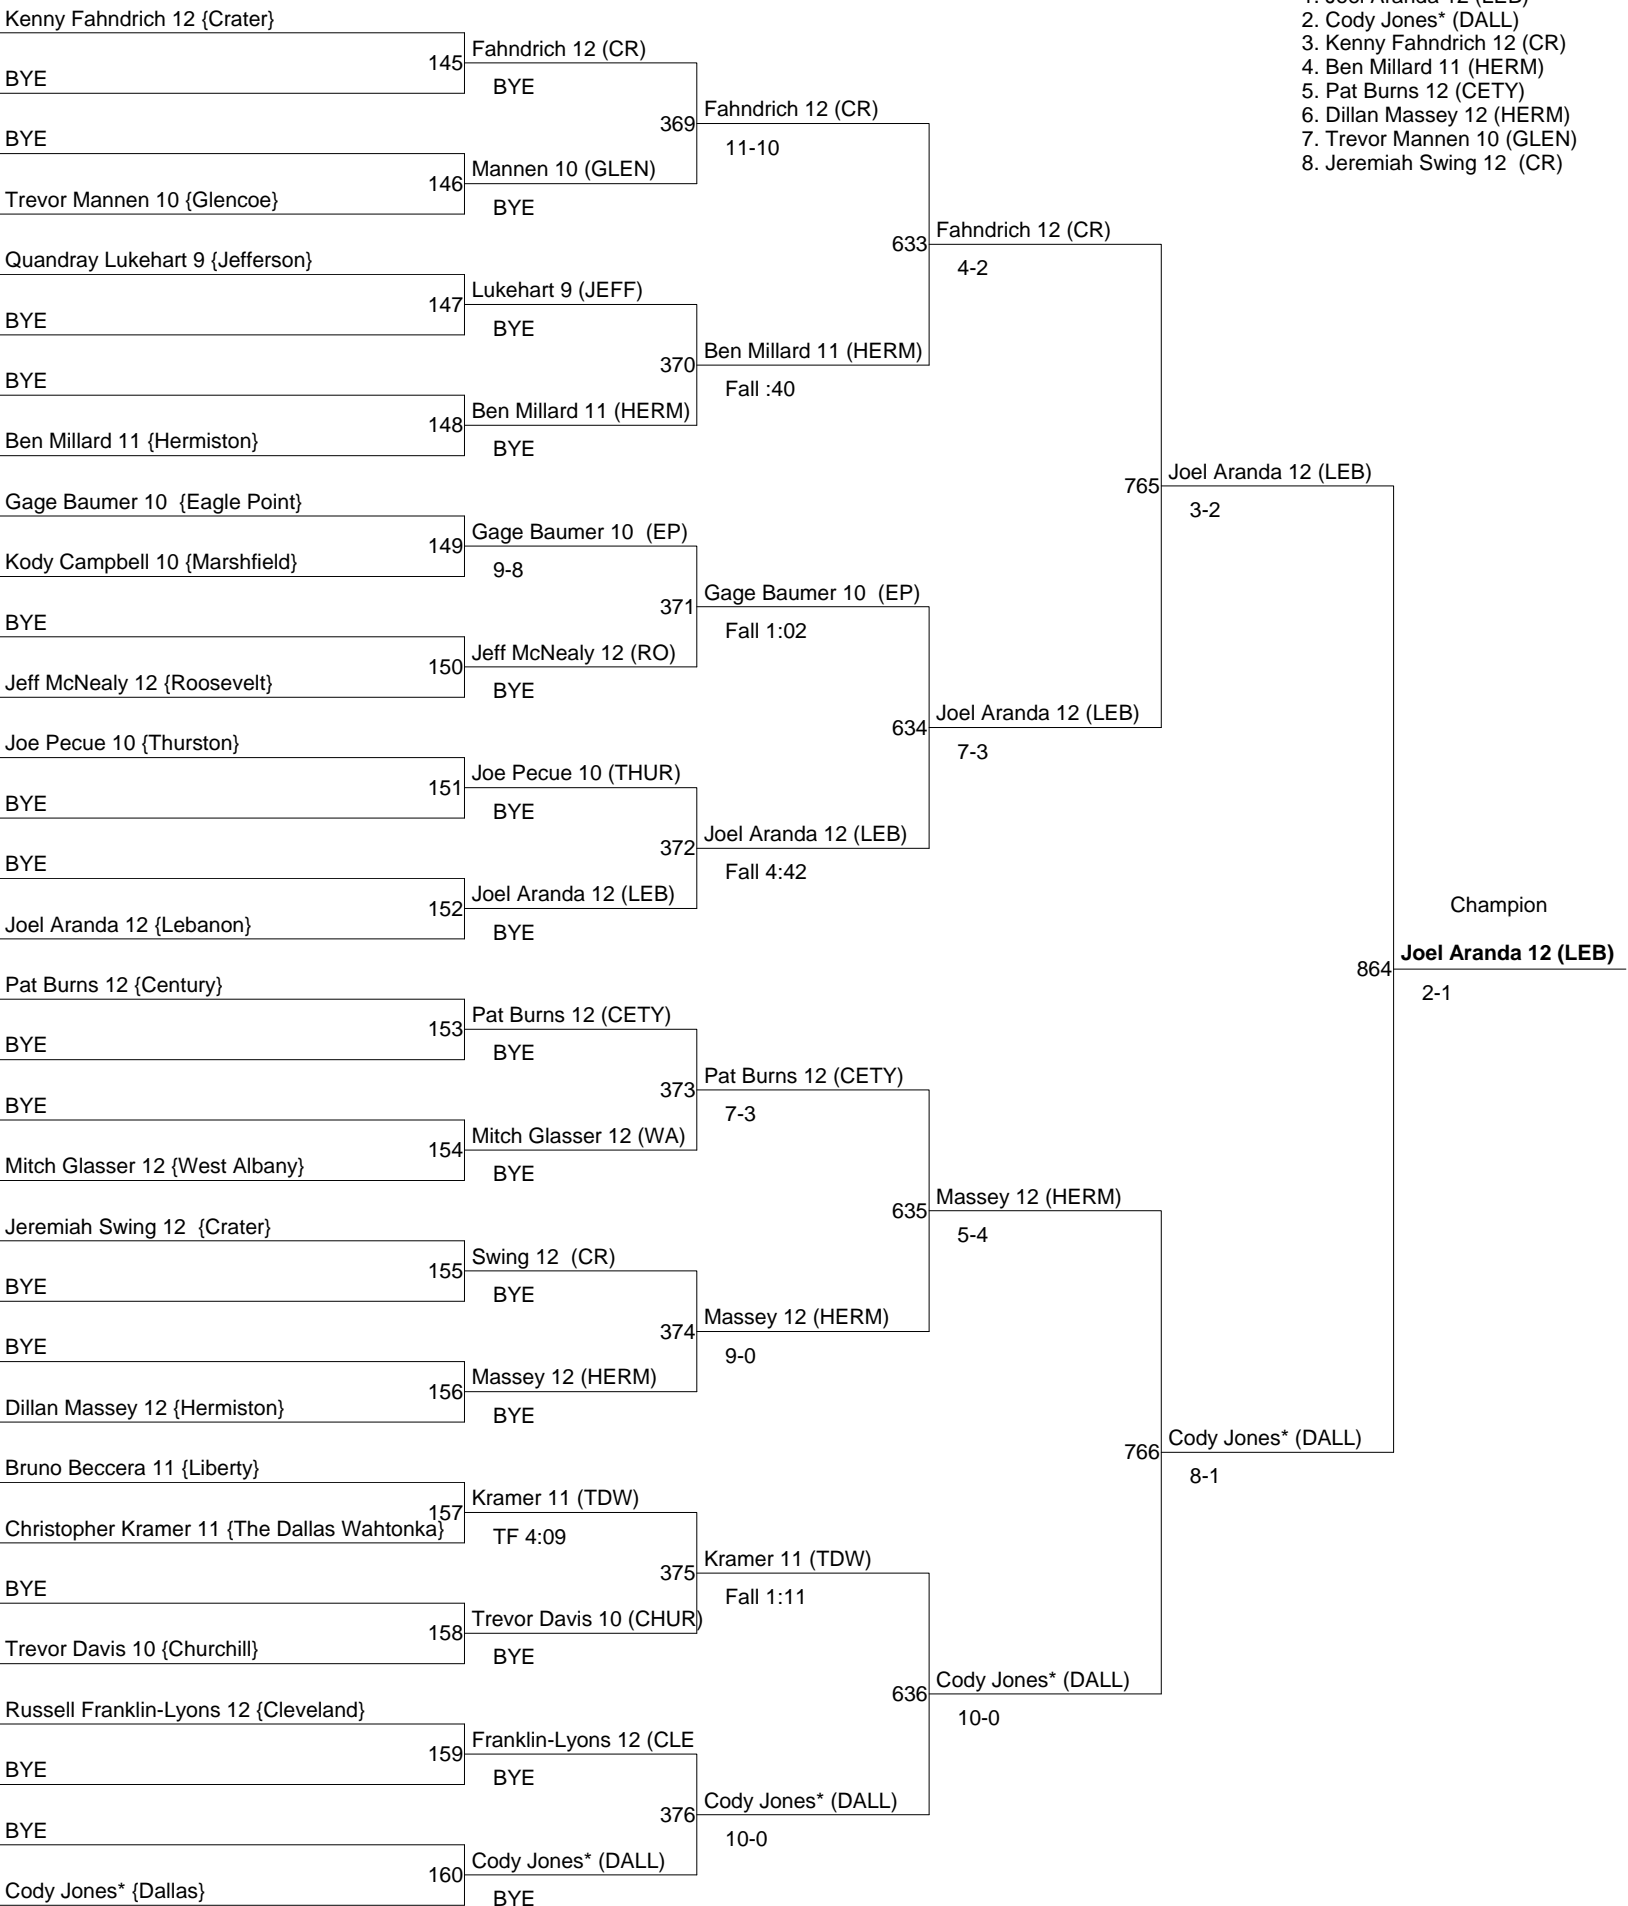 Kenny Fahndrich 12 {Crater}
BYE
BYE
Trevor Mannen 10 {Glencoe}
Quandray Lukehart 9 {Jefferson}
BYE
BYE
Ben Millard 11 {Hermiston}
Gage Baumer 10  {Eagle Point}
Kody Campbell 10 {Marshfield}
BYE
Jeff McNealy 12 {Roosevelt}
Joe Pecue 10 {Thurston}
BYE
BYE
Joel Aranda 12 {Lebanon}
Pat Burns 12 {Century}
BYE
BYE
Mitch Glasser 12 {West Albany}
Jeremiah Swing 12  {Crater}
BYE
BYE
Dillan Massey 12 {Hermiston}
Bruno Beccera 11 {Liberty}
Christopher Kramer 11 {The Dallas Wahtonka}
BYE
Trevor Davis 10 {Churchill}
Russell Franklin-Lyons 12 {Cleveland}
BYE
BYE
Cody Jones* {Dallas}
145 Fahndrich 12 (CR)
BYE
146 Mannen 10 (GLEN)
BYE
147 Lukehart 9 (JEFF)
BYE
148 Ben Millard 11 (HERM)
BYE
149 Gage Baumer 10  (EP)
9-8
150 Jeff McNealy 12 (RO)
BYE
151 Joe Pecue 10 (THUR)
BYE
152 Joel Aranda 12 (LEB)
BYE
153 Pat Burns 12 (CETY)
BYE
154 Mitch Glasser 12 (WA)
BYE
155 Swing 12  (CR)
BYE
156 Massey 12 (HERM)
BYE
157 Kramer 11 (TDW)
TF 4:09
158 Trevor Davis 10 (CHUR)
BYE
159 Franklin-Lyons 12 (CLE
BYE
160 Cody Jones* (DALL)
BYE
369 Fahndrich 12 (CR)
11-10
370 Ben Millard 11 (HERM)
Fall :40
371 Gage Baumer 10  (EP)
Fall 1:02
372 Joel Aranda 12 (LEB)
Fall 4:42
373 Pat Burns 12 (CETY)
7-3
374 Massey 12 (HERM)
9-0
375 Kramer 11 (TDW)
Fall 1:11
376 Cody Jones* (DALL)
10-0
633 Fahndrich 12 (CR)
4-2
634 Joel Aranda 12 (LEB)
7-3
635 Massey 12 (HERM)
5-4
636 Cody Jones* (DALL)
10-0
765 Joel Aranda 12 (LEB)
3-2
766 Cody Jones* (DALL)
8-1
Champion
864 Joel Aranda 12 (LEB)
2-1
1. Joel Aranda 12 (LEB)
2. Cody Jones* (DALL)
3. Kenny Fahndrich 12 (CR)
4. Ben Millard 11 (HERM)
5. Pat Burns 12 (CETY)
6. Dillan Massey 12 (HERM)
7. Trevor Mannen 10 (GLEN)
8. Jeremiah Swing 12  (CR)